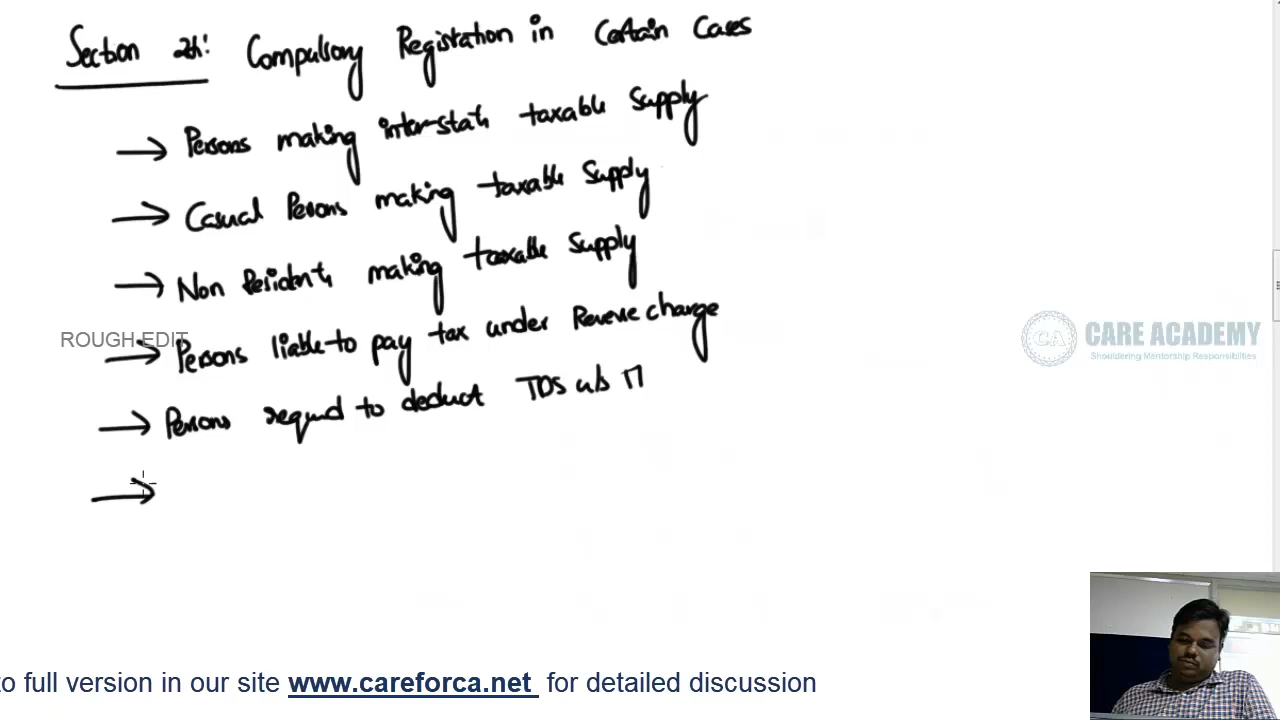 Section 24: Compulsory Registration in Certain Cases
→ Persons making inter-state taxable Supply
→ Casual Persons making taxable Supply
→ Non Residents making taxable Supply
→ Persons liable to pay tax under Reverse charge
→ Persons required to deduct TDS u/s
→
ROUGH EDIT
CA
CARE ACADEMY
Shouldering Mentorship Responsibilities
to full version in our site www.careforca.net for detailed discussion